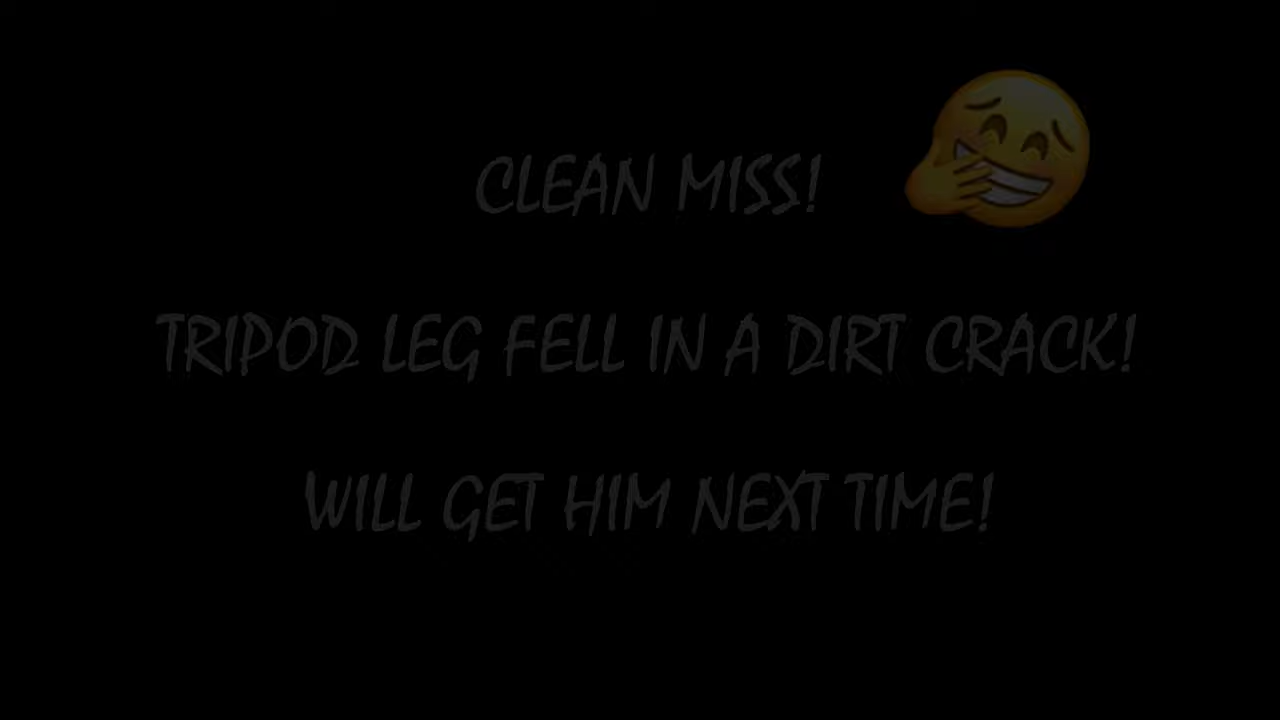 CLEAN MISS!
TRIPOD LEG FELL IN A DIRT CRACK!
WILL GET HIM NEXT TIME!